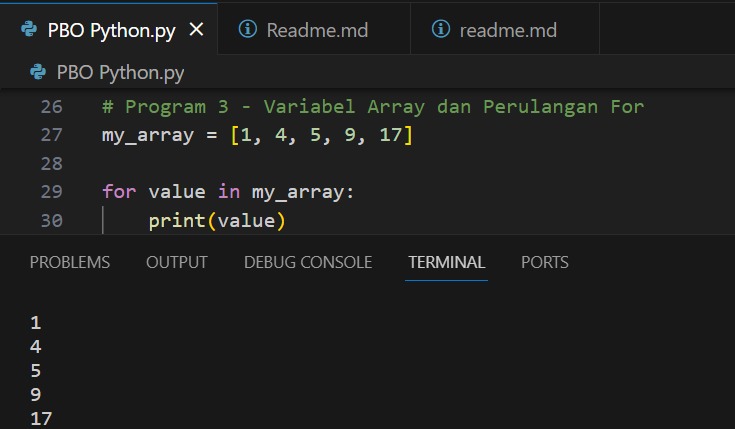 PBO Python.py Readme.md readme.md
PBO Python.py
26 # Program 3 - Variabel Array dan Perulangan For
27 my_array = [1, 4, 5, 9, 17]
28
29 for value in my_array:
30 print(value)
PROBLEMS OUTPUT DEBUG CONSOLE TERMINAL PORTS
1
4
5
9
17